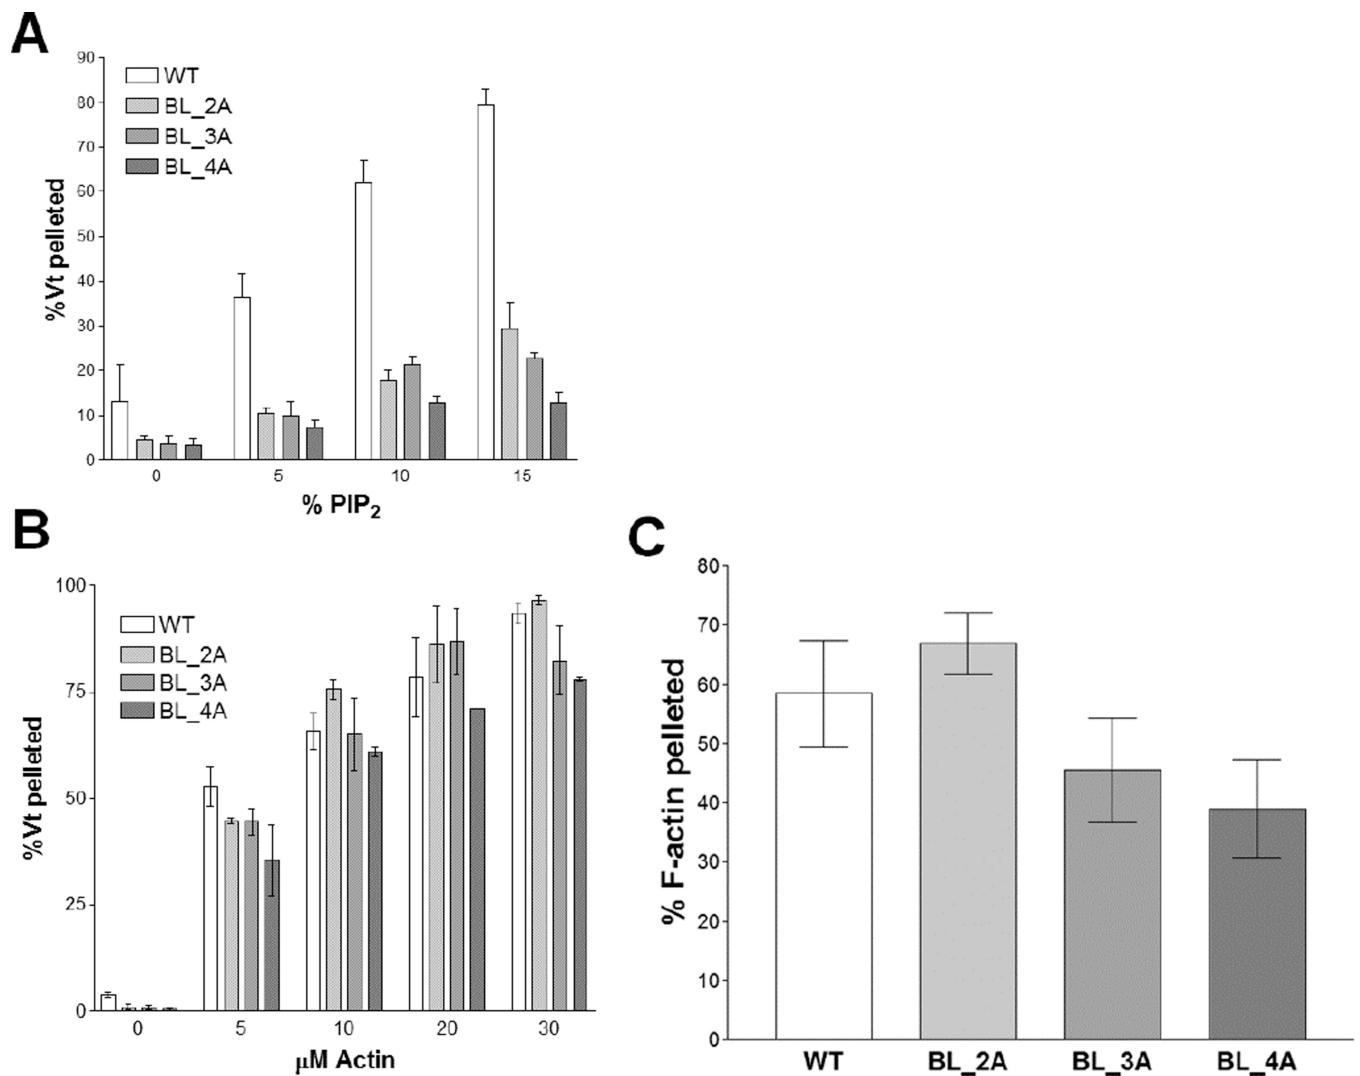 A
90
80
70
60
50
40
30
20
10
0
%Vt pelleted
WT
BL_2A
BL_3A
BL_4A
0 5 10 15
% PIP2
B
100
75
50
25
0
%Vt pelleted
WT
BL_2A
BL_3A
BL_4A
0 5 10 20 30
µM Actin
C
80
70
60
50
40
30
20
10
0
% F-actin pelleted
WT BL_2A BL_3A BL_4A